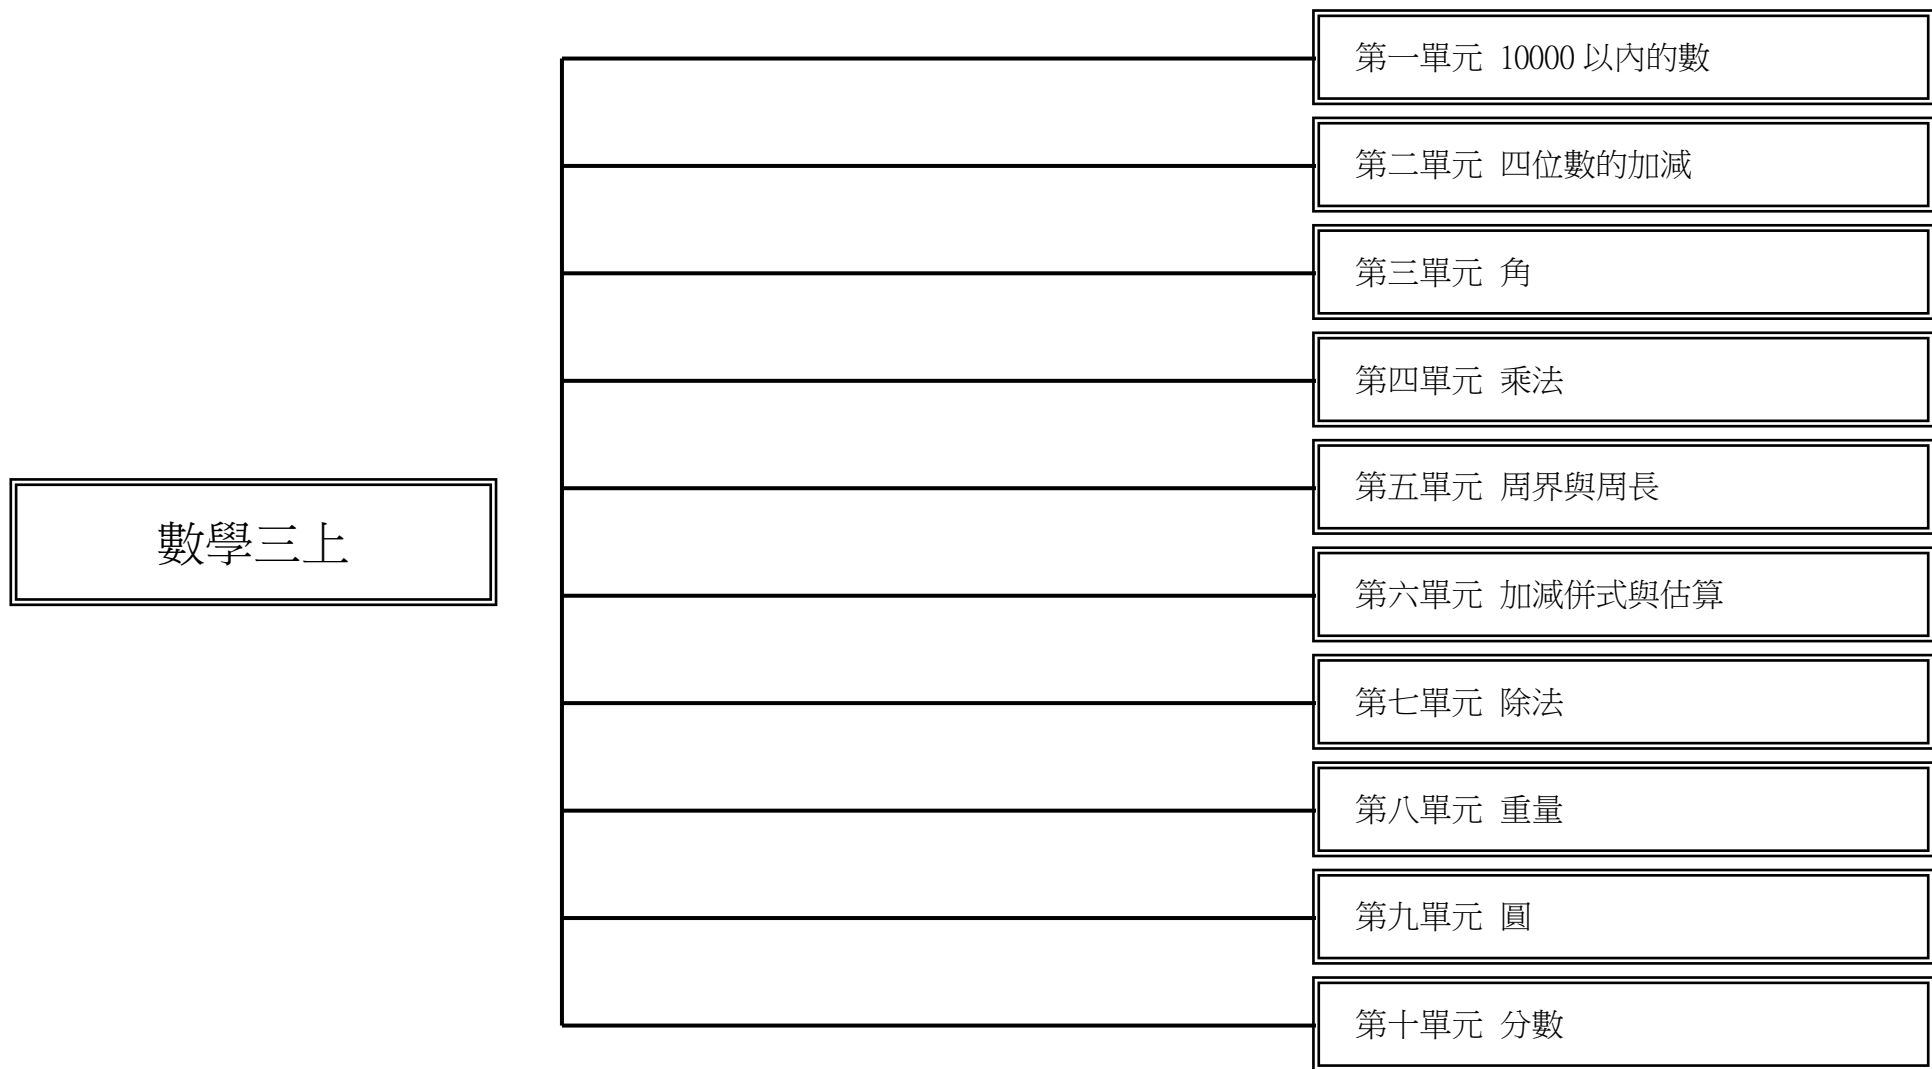 數學三上
第一單元 10000 以內的數
第二單元 四位數的加減
第三單元 角
第四單元 乘法
第五單元 周界與周長
第六單元 加減併式與估算
第七單元 除法
第八單元 重量
第九單元 圓
第十單元 分數